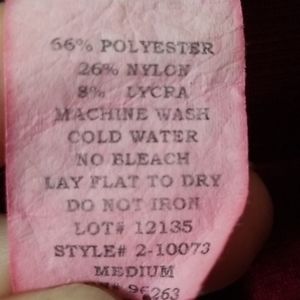 66% POLYESTER
26% NYLON
8% LYCRA
MACHINE WASH
COLD WATER
NO BLEACH
LAY FLAT TO DRY
DO NOT IRON
LOT# 12135
STYLE# 2-10073
MEDIUM
96263